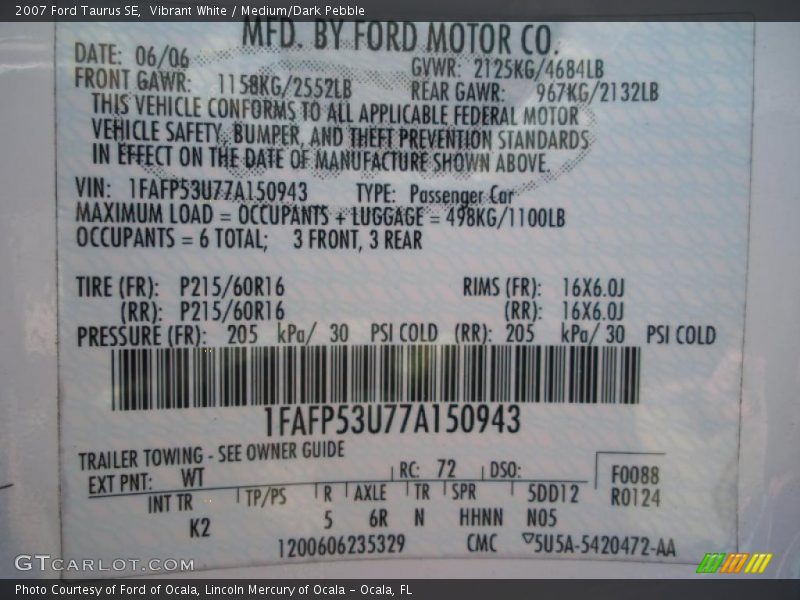 2007 Ford Taurus SE, Vibrant White / Medium/Dark Pebble
MFD. BY FORD MOTOR CO.
DATE: 06/06 GVWR: 2125KG/4684LB
FRONT GAWR: 1158KG/2552LB REAR GAWR: 967KG/2132LB
THIS VEHICLE CONFORMS TO ALL APPLICABLE FEDERAL MOTOR
VEHICLE SAFETY, BUMPER, AND THEFT PREVENTION STANDARDS
IN EFFECT ON THE DATE OF MANUFACTURE SHOWN ABOVE.
VIN: 1FAFP53U77A150943 TYPE: Passenger Car
MAXIMUM LOAD = OCCUPANTS + LUGGAGE = 498KG/1100LB
OCCUPANTS = 6 TOTAL; 3 FRONT, 3 REAR
TIRE (FR): P215/60R16 RIMS (FR): 16X6.0J
(RR): P215/60R16 (RR): 16X6.0J
PRESSURE (FR): 205 kPa/ 30 PSI COLD (RR): 205 kPa/ 30 PSI COLD
1FAFP53U77A150943
TRAILER TOWING - SEE OWNER GUIDE
EXT PNT: WT RC: 72 DSO: F0088
INT TR TP/PS R AXLE TR SPR 5DD12 R0124
K2 5 6R N HHNN N05
1200606235329 CMC ▽5U5A-5420472-AA
GTCARLOT.COM
Photo Courtesy of Ford of Ocala, Lincoln Mercury of Ocala - Ocala, FL